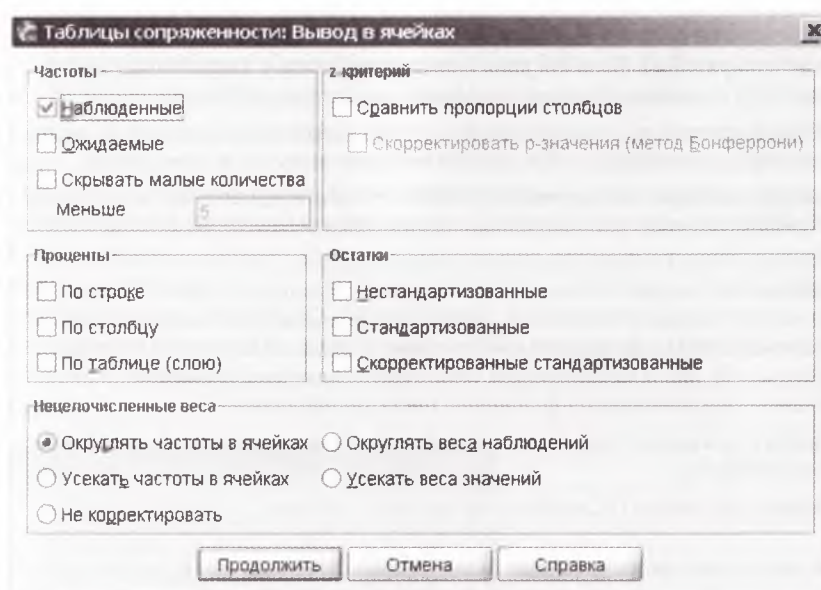 Таблицы сопряженности: Вывод в ячейках
Частоты
Наблюденные
Ожидаемые
Скрывать малые количества
Меньше 5
z критерий
Сравнить пропорции столбцов
Скорректировать p-значения (метод Бонферрони)
Проценты
По строке
По столбцу
По таблице (слою)
Остатки
Нестандартизованные
Стандартизованные
Скорректированные стандартизованные
Нецелочисленные веса
Округлять частоты в ячейках Округлять веса наблюдений
Усекать частоты в ячейках Усекать веса значений
Не корректировать
Продолжить Отмена Справка